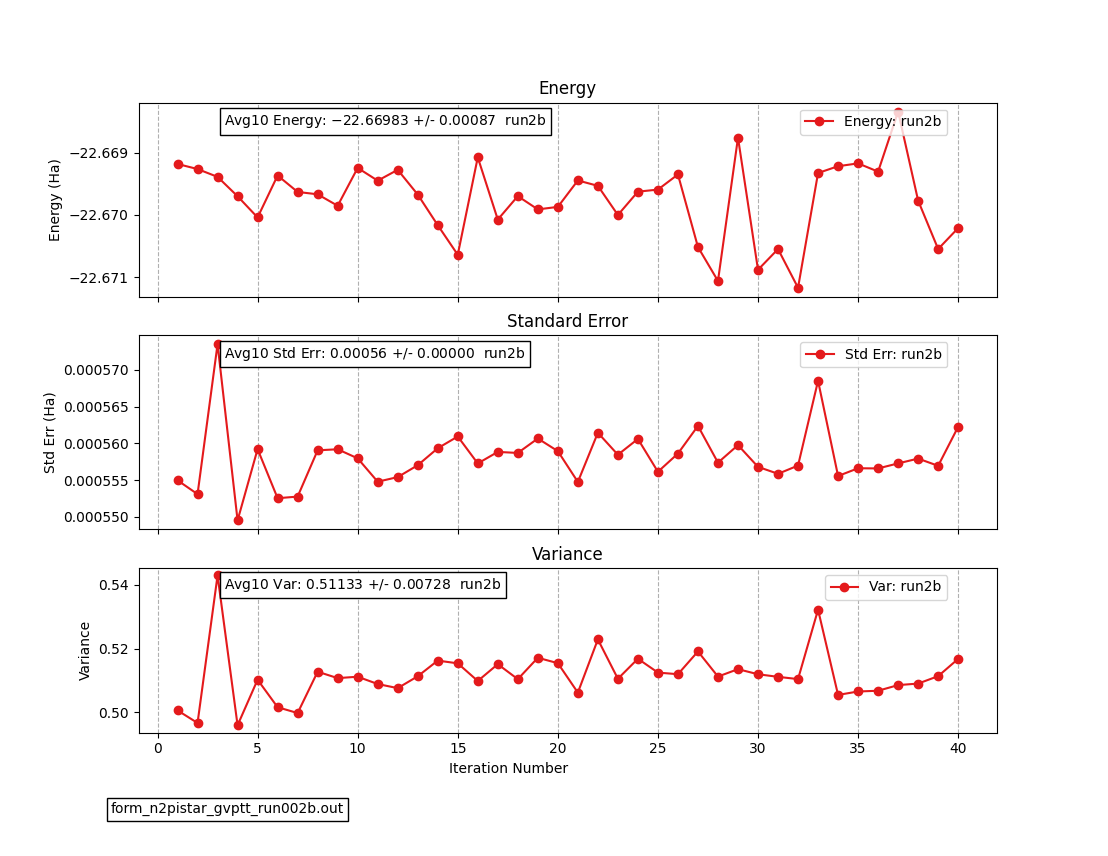 Energy
Avg10 Energy: −22.66983 +/- 0.00087 run2b
Energy: run2b
Energy (Ha)
−22.669
−22.670
−22.671
Standard Error
Avg10 Std Err: 0.00056 +/- 0.00000 run2b
Std Err: run2b
Std Err (Ha)
0.000570
0.000565
0.000560
0.000555
0.000550
Variance
Avg10 Var: 0.51133 +/- 0.00728 run2b
Var: run2b
Variance
0.54
0.52
0.50
0 5 10 15 20 25 30 35 40
Iteration Number
form_n2pistar_gvptt_run002b.out